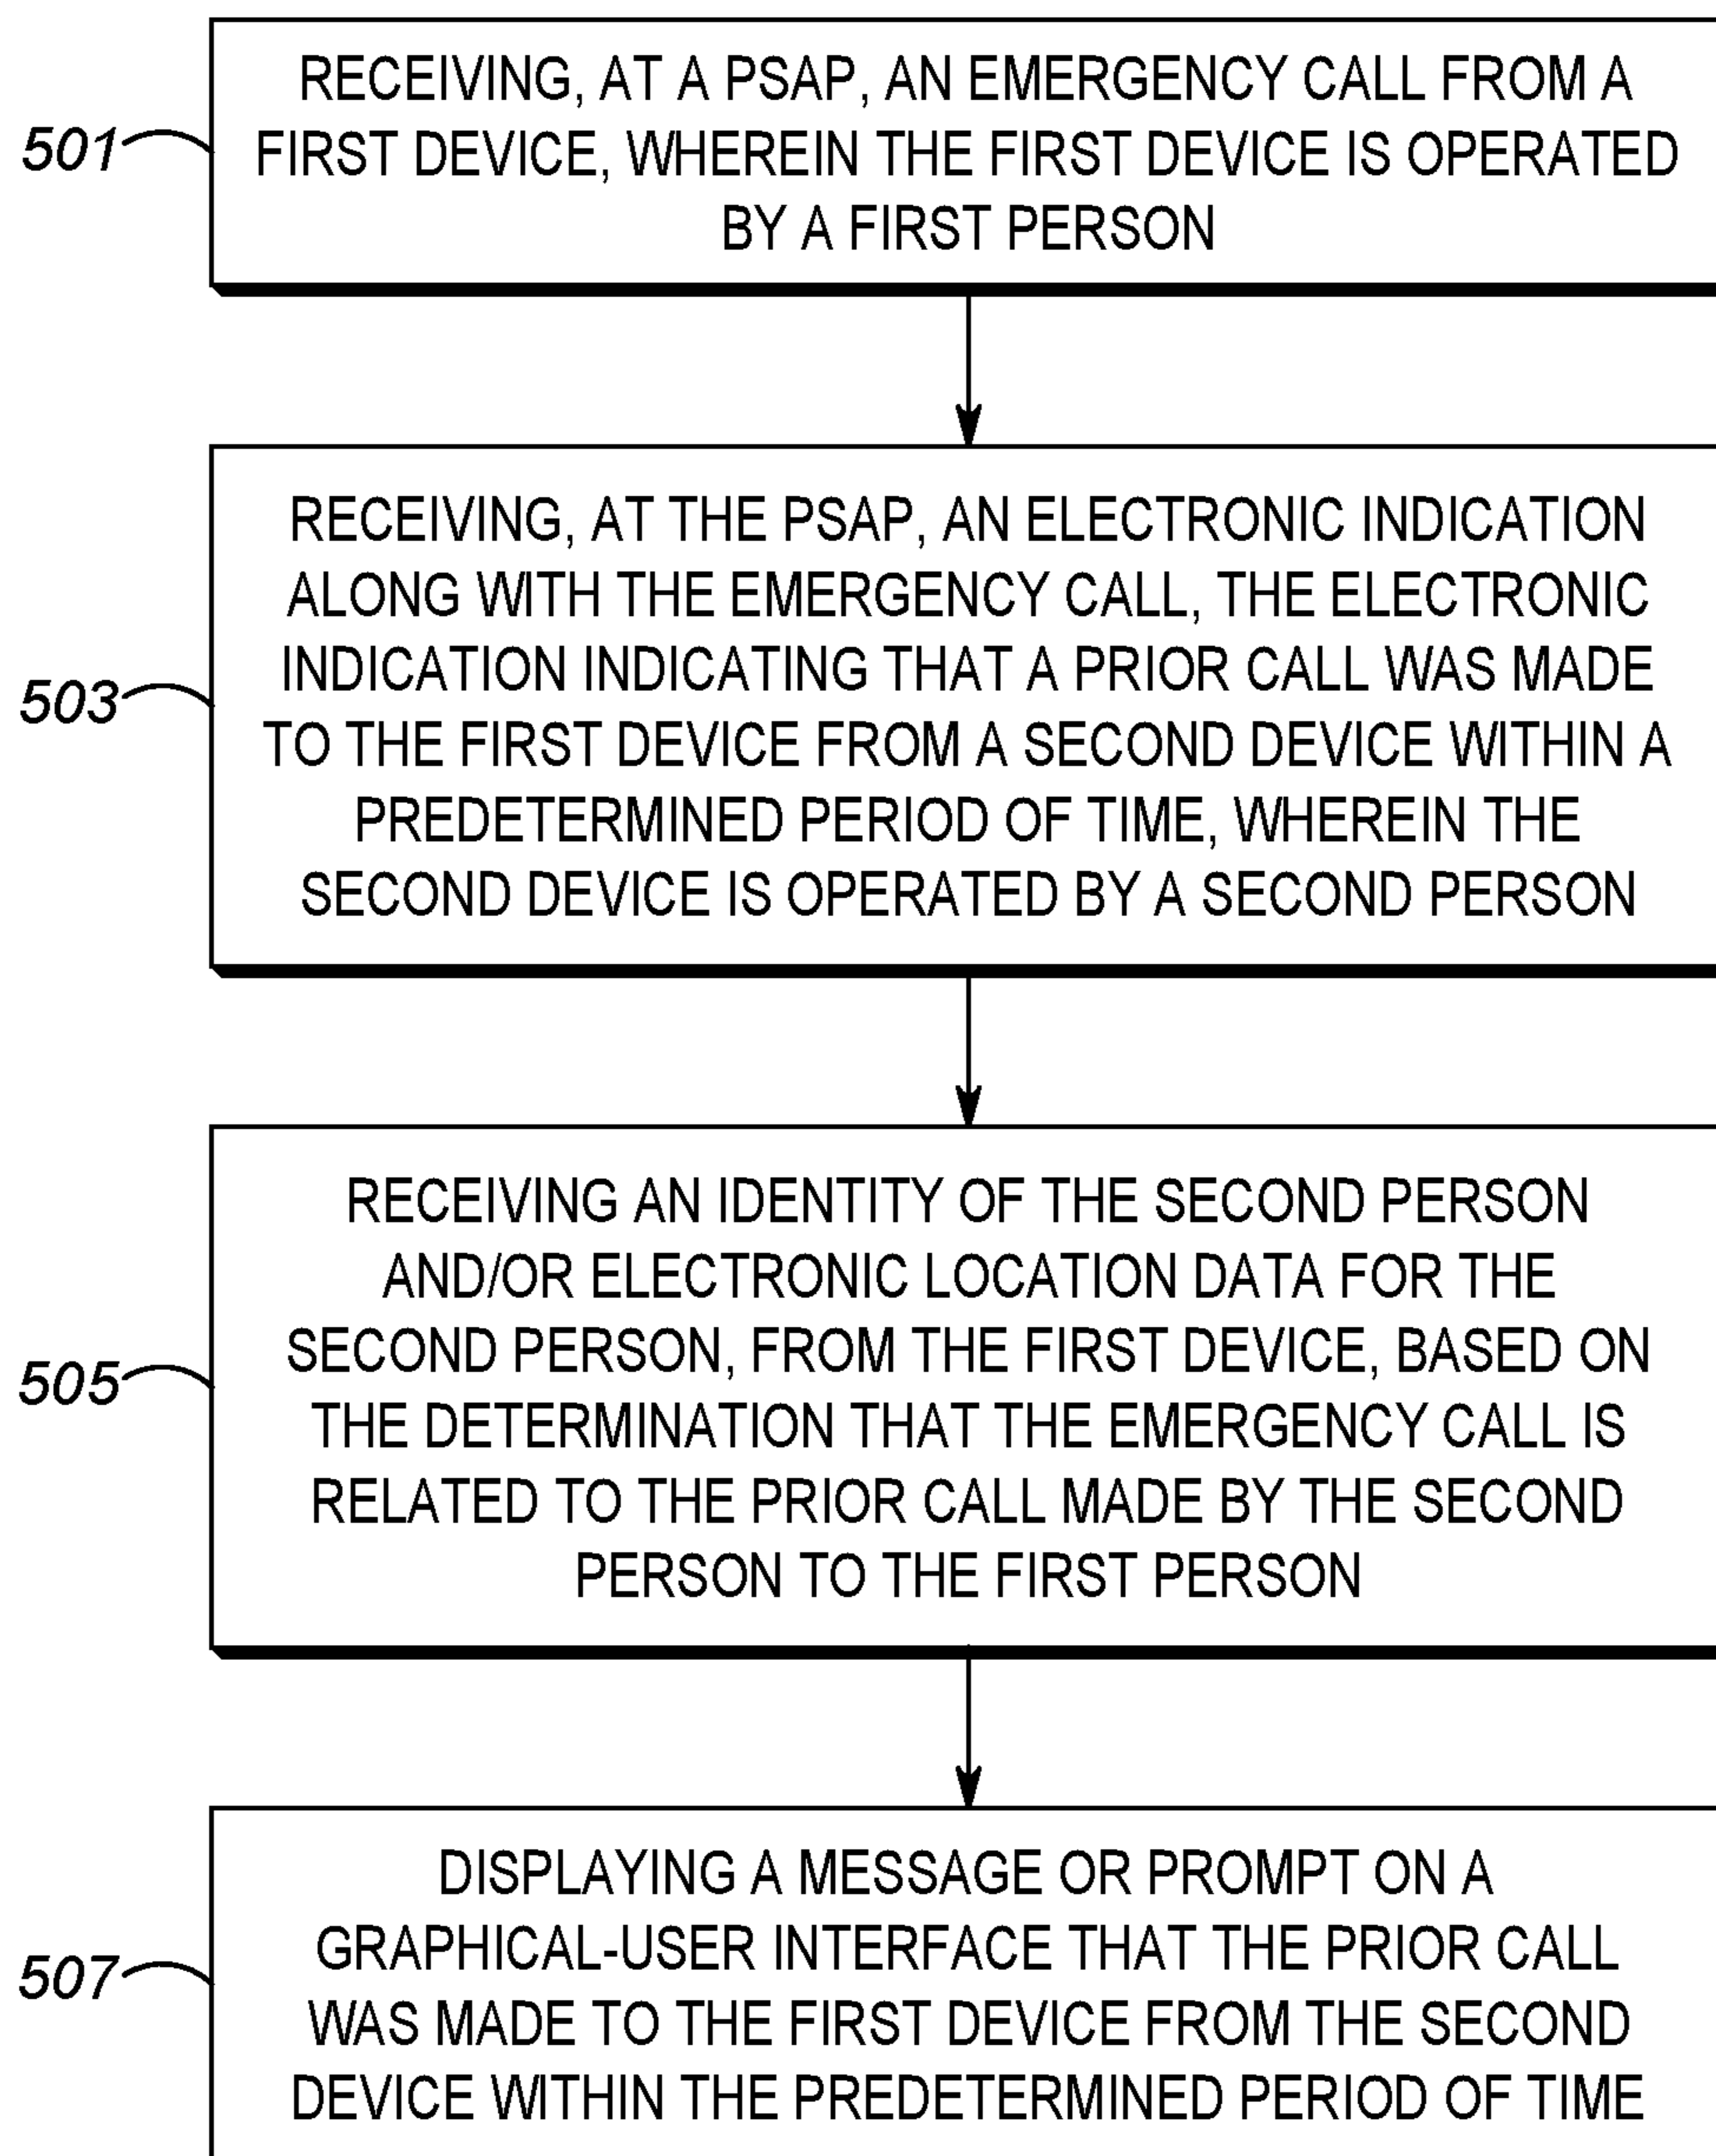 RECEIVING, AT A PSAP, AN EMERGENCY CALL FROM A
FIRST DEVICE, WHEREIN THE FIRST DEVICE IS OPERATED
BY A FIRST PERSON
501
RECEIVING, AT THE PSAP, AN ELECTRONIC INDICATION
ALONG WITH THE EMERGENCY CALL, THE ELECTRONIC
INDICATION INDICATING THAT A PRIOR CALL WAS MADE
TO THE FIRST DEVICE FROM A SECOND DEVICE WITHIN A
PREDETERMINED PERIOD OF TIME, WHEREIN THE
SECOND DEVICE IS OPERATED BY A SECOND PERSON
503
RECEIVING AN IDENTITY OF THE SECOND PERSON
AND/OR ELECTRONIC LOCATION DATA FOR THE
SECOND PERSON, FROM THE FIRST DEVICE, BASED ON
THE DETERMINATION THAT THE EMERGENCY CALL IS
RELATED TO THE PRIOR CALL MADE BY THE SECOND
PERSON TO THE FIRST PERSON
505
DISPLAYING A MESSAGE OR PROMPT ON A
GRAPHICAL-USER INTERFACE THAT THE PRIOR CALL
WAS MADE TO THE FIRST DEVICE FROM THE SECOND
DEVICE WITHIN THE PREDETERMINED PERIOD OF TIME
507